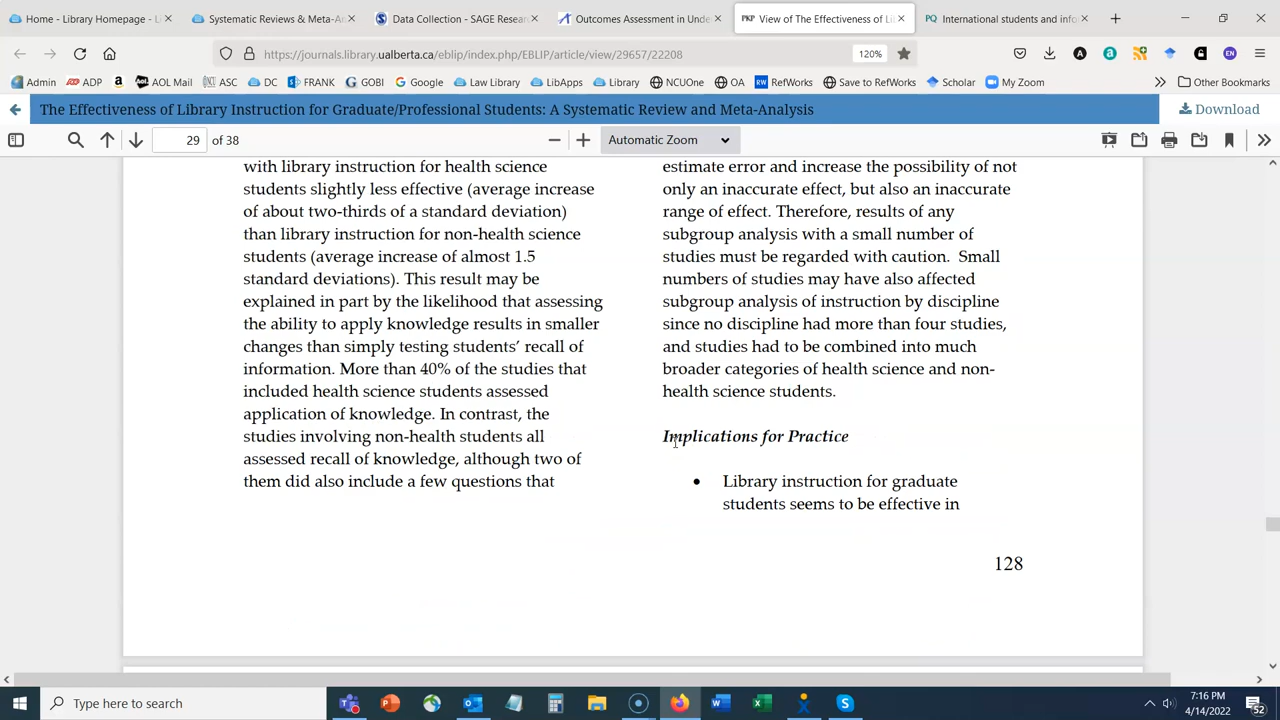 Home - Library Homepage - Li
Systematic Reviews & Meta-An
Data Collection - SAGE Resear
Outcomes Assessment in Unde
View of The Effectiveness of Li
International students and info
https://journals.library.ualberta.ca/eblip/index.php/EBLIP/article/view/29657/22208
120%
Admin
ADP
AOL Mail
ASC
DC
FRANK
GOBI
Google
Law Library
LibApps
Library
NCUOne
OA
RefWorks
Save to RefWorks
Scholar
My Zoom
Other Bookmarks
The Effectiveness of Library Instruction for Graduate/Professional Students: A Systematic Review and Meta-Analysis
Download
29 of 38
Automatic Zoom
with library instruction for health science
students slightly less effective (average increase
of about two-thirds of a standard deviation)
than library instruction for non-health science
students (average increase of almost 1.5
standard deviations). This result may be
explained in part by the likelihood that assessing
the ability to apply knowledge results in smaller
changes than simply testing students' recall of
information. More than 40% of the studies that
included health science students assessed
application of knowledge. In contrast, the
studies involving non-health students all
assessed recall of knowledge, although two of
them did also include a few questions that
estimate error and increase the possibility of not
only an inaccurate effect, but also an inaccurate
range of effect. Therefore, results of any
subgroup analysis with a small number of
studies must be regarded with caution.  Small
numbers of studies may have also affected
subgroup analysis of instruction by discipline
since no discipline had more than four studies,
and studies had to be combined into much
broader categories of health science and non-
health science students.
Implications for Practice
• Library instruction for graduate
students seems to be effective in
128
Type here to search
7:16 PM
4/14/2022
52